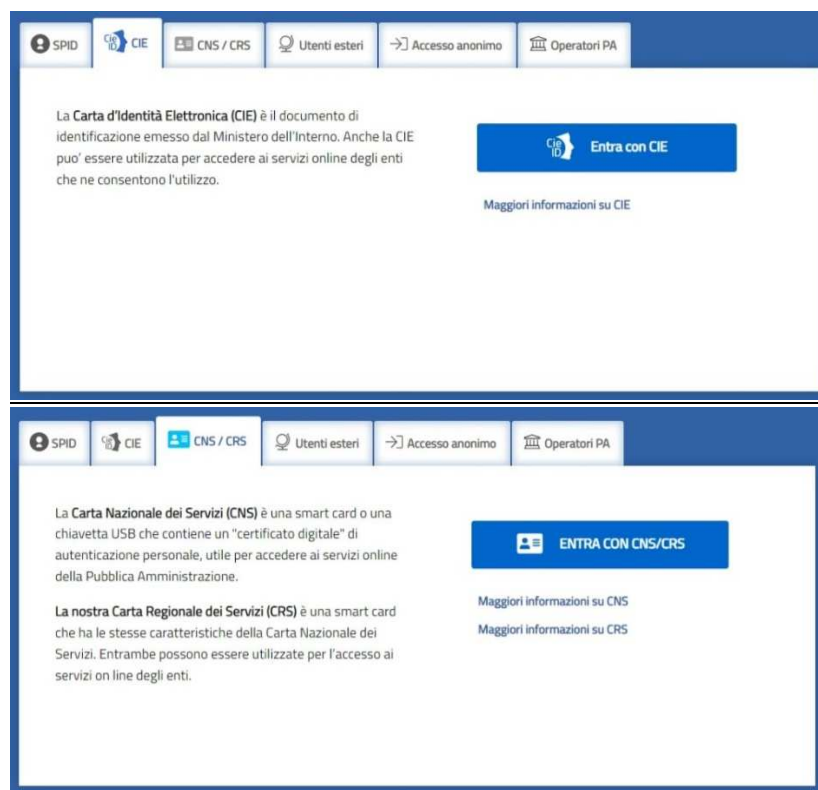 SPID CIE CNS / CRS Utenti esteri Accesso anonimo Operatori PA
La Carta d'Identità Elettronica (CIE) è il documento di
identificazione emesso dal Ministero dell'Interno. Anche la CIE
puo' essere utilizzata per accedere ai servizi online degli enti
che ne consentono l'utilizzo.
Cie ID Entra con CIE
Maggiori informazioni su CIE
SPID CIE CNS / CRS Utenti esteri Accesso anonimo Operatori PA
La Carta Nazionale dei Servizi (CNS) è una smart card o una
chiavetta USB che contiene un "certificato digitale" di
autenticazione personale, utile per accedere ai servizi online
della Pubblica Amministrazione.
La nostra Carta Regionale dei Servizi (CRS) è una smart card
che ha le stesse caratteristiche della Carta Nazionale dei
Servizi. Entrambe possono essere utilizzate per l'accesso ai
servizi on line degli enti.
ENTRA CON CNS/CRS
Maggiori informazioni su CNS
Maggiori informazioni su CRS